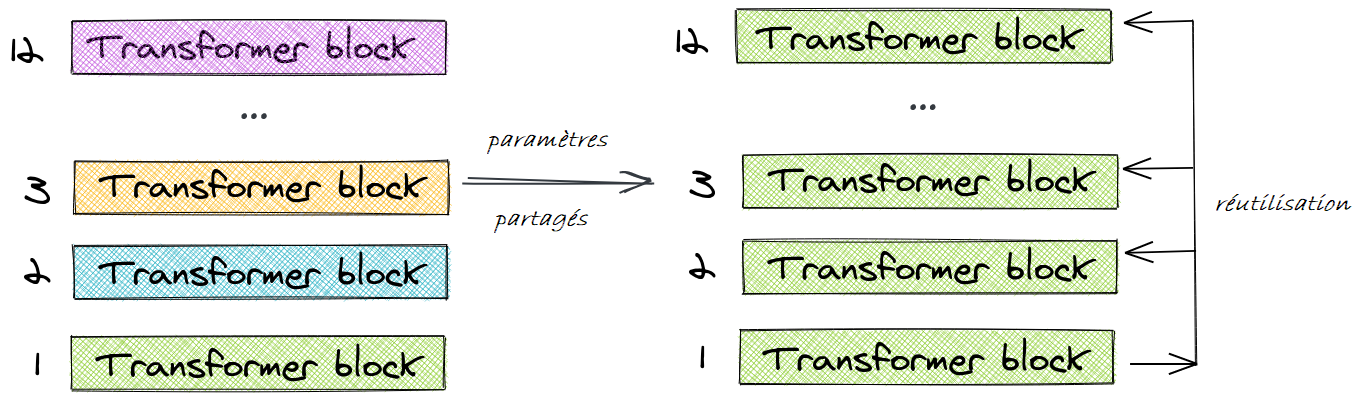 12 Transformer block
...
3 Transformer block
2 Transformer block
1 Transformer block
paramètres
partagés
12 Transformer block
...
3 Transformer block
2 Transformer block
1 Transformer block
réutilisation